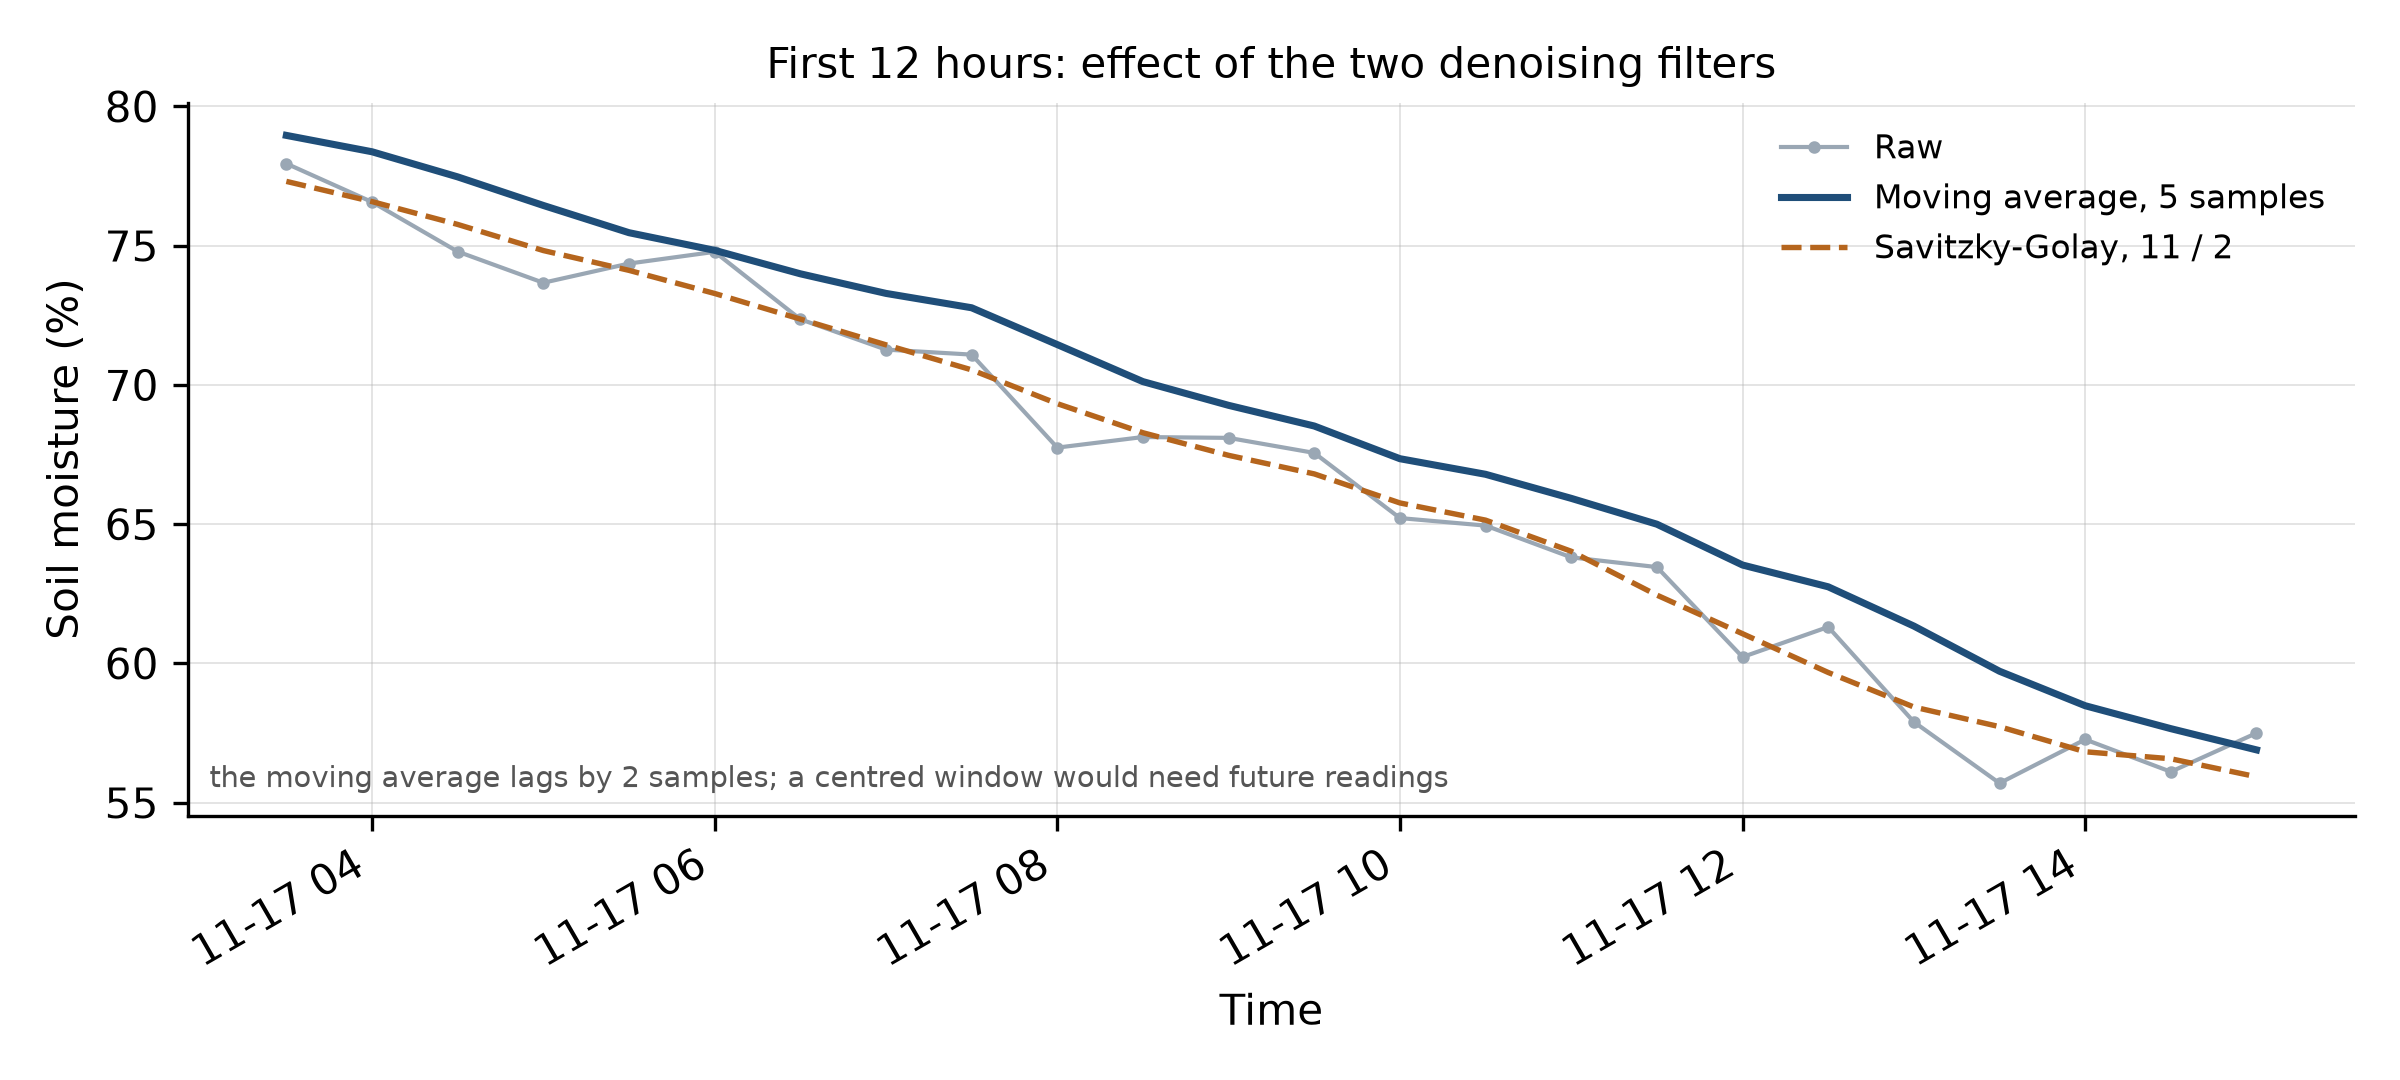 First 12 hours: effect of the two denoising filters
80
75
70
65
60
55
Soil moisture (%)
Raw
Moving average, 5 samples
Savitzky-Golay, 11 / 2
the moving average lags by 2 samples; a centred window would need future readings
11-17 04
11-17 06
11-17 08
11-17 10
11-17 12
11-17 14
Time